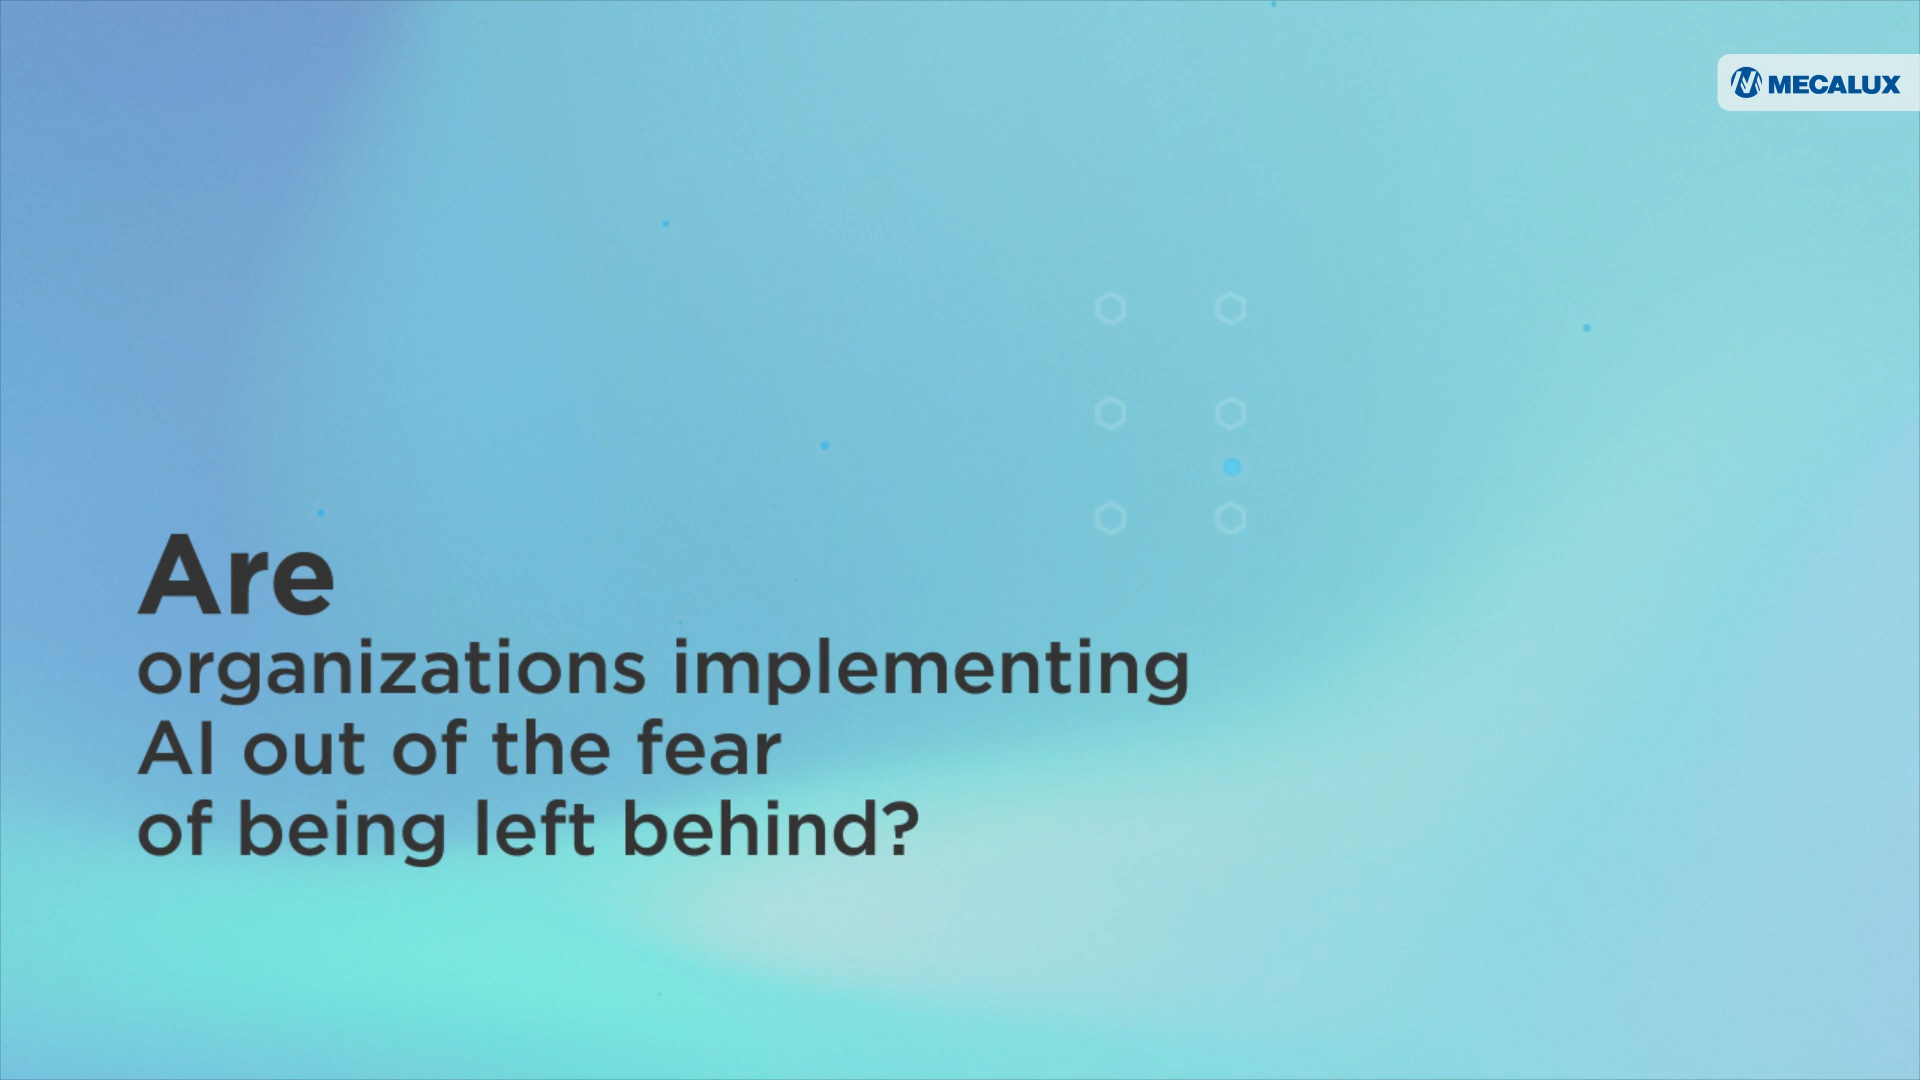 MECALUX
Are
organizations implementing
AI out of the fear
of being left behind?